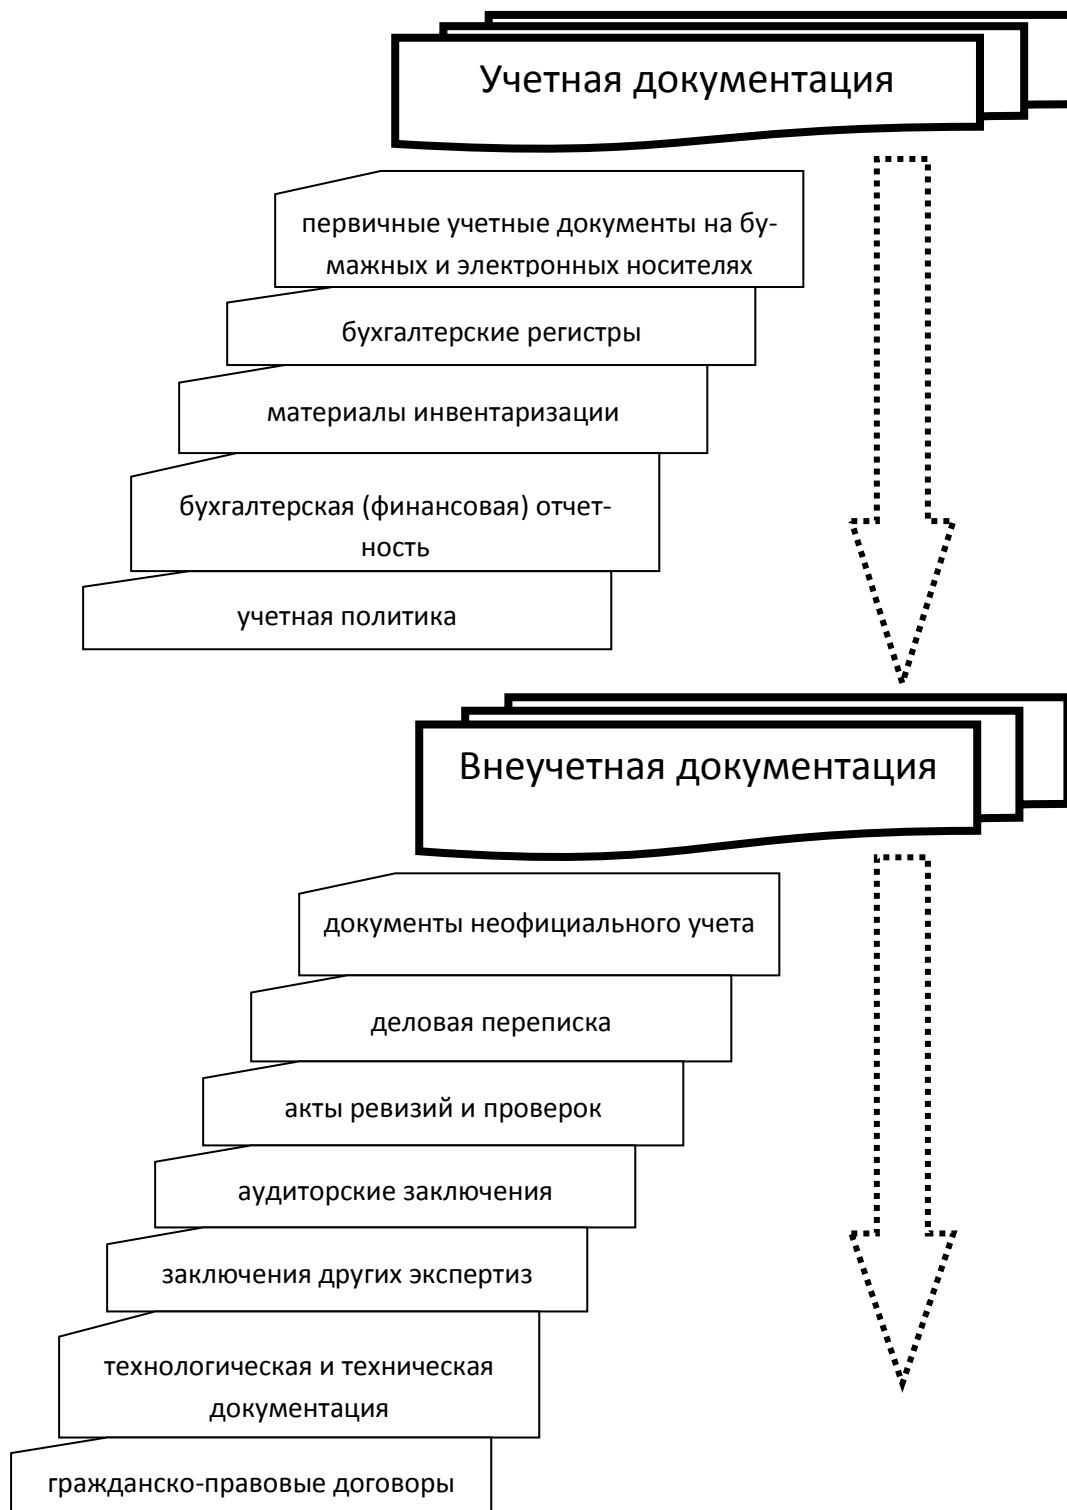 Учетная документация
первичные учетные документы на бу-
мажных и электронных носителях
бухгалтерские регистры
материалы инвентаризации
бухгалтерская (финансовая) отчет-
ность
учетная политика
Внеучетная документация
документы неофициального учета
деловая переписка
акты ревизий и проверок
аудиторские заключения
заключения других экспертиз
технологическая и техническая
документация
гражданско-правовые договоры